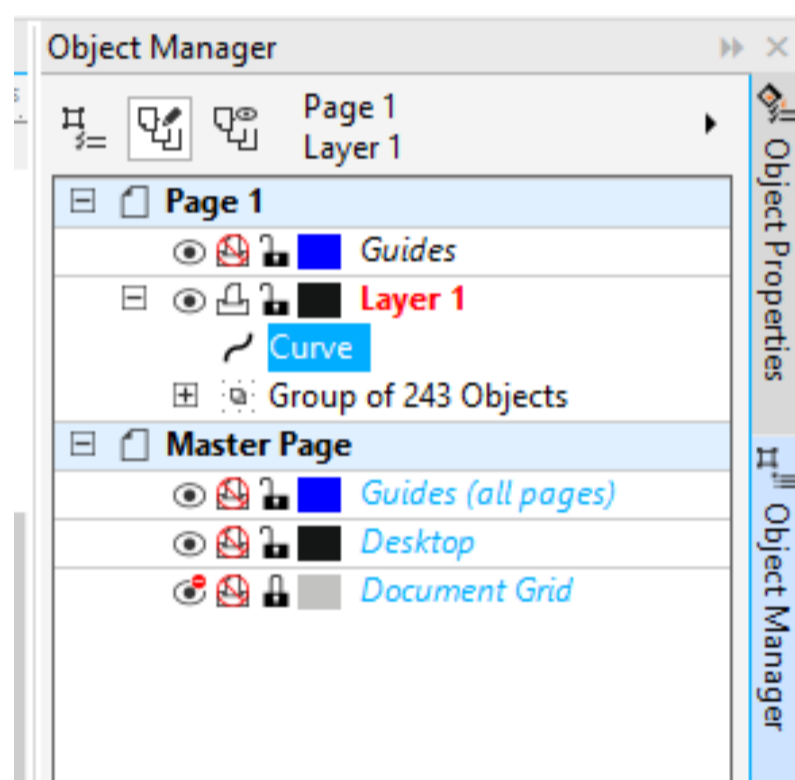 Object Manager
Page 1
Layer 1
Page 1
Guides
Layer 1
Curve
Group of 243 Objects
Master Page
Guides (all pages)
Desktop
Document Grid
Object Properties
Object Manager